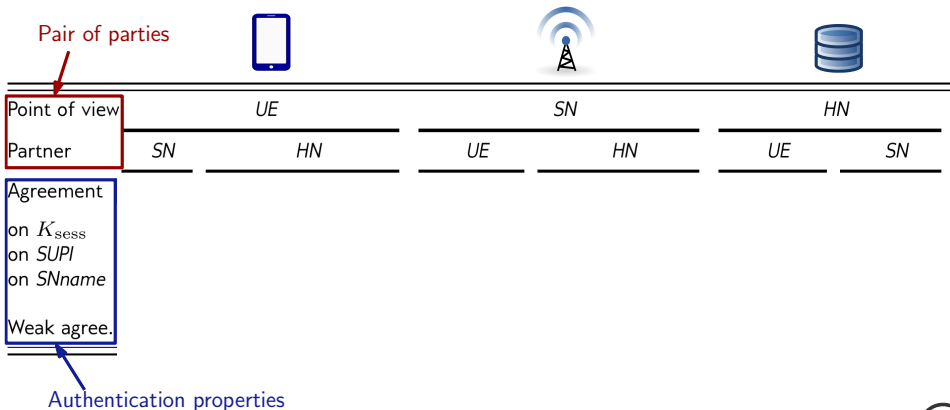 Pair of parties
Point of view UE SN HN
Partner SN HN UE HN UE SN
Agreement
on K_sess
on SUPI
on SNname
Weak agree.
Authentication properties